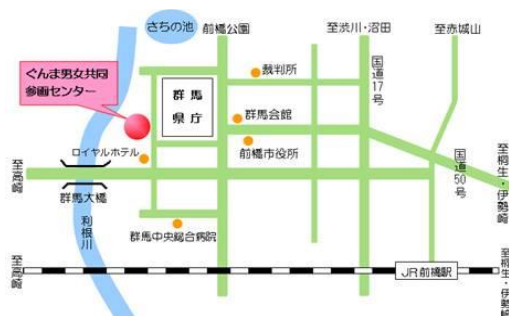 さちの池
前橋公園
至渋川・沼田
至赤城山
ぐんま男女共同
参画センター
裁判所
国道17号
群馬
県庁
群馬会館
前橋市役所
ロイヤルホテル
至高崎
国道50号
至桐生・伊勢崎
群馬大橋
利根川
群馬中央総合病院
至高崎
JR前橋駅
至桐生・伊勢崎